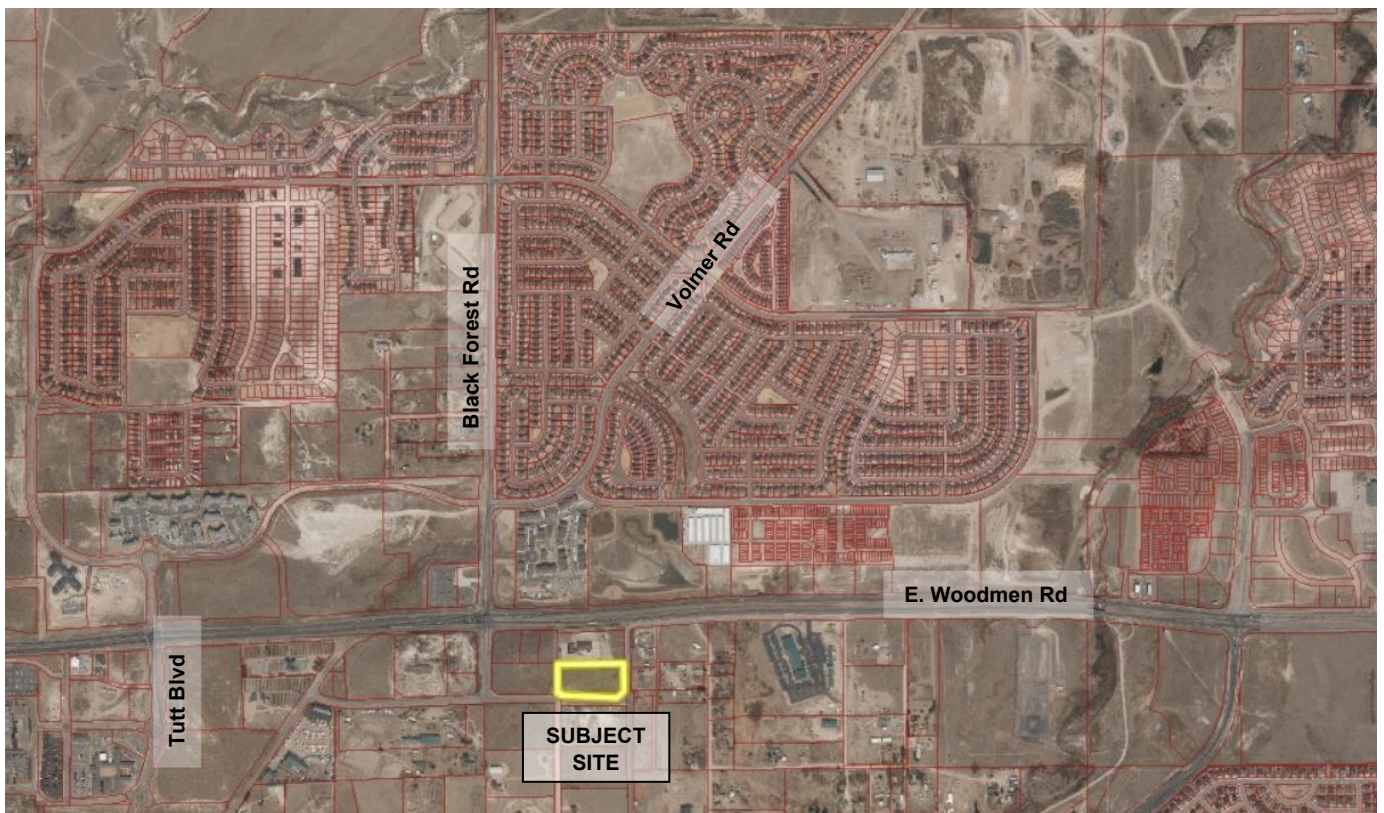 Volmer Rd
Black Forest Rd
E. Woodmen Rd
Tutt Blvd
SUBJECT
SITE